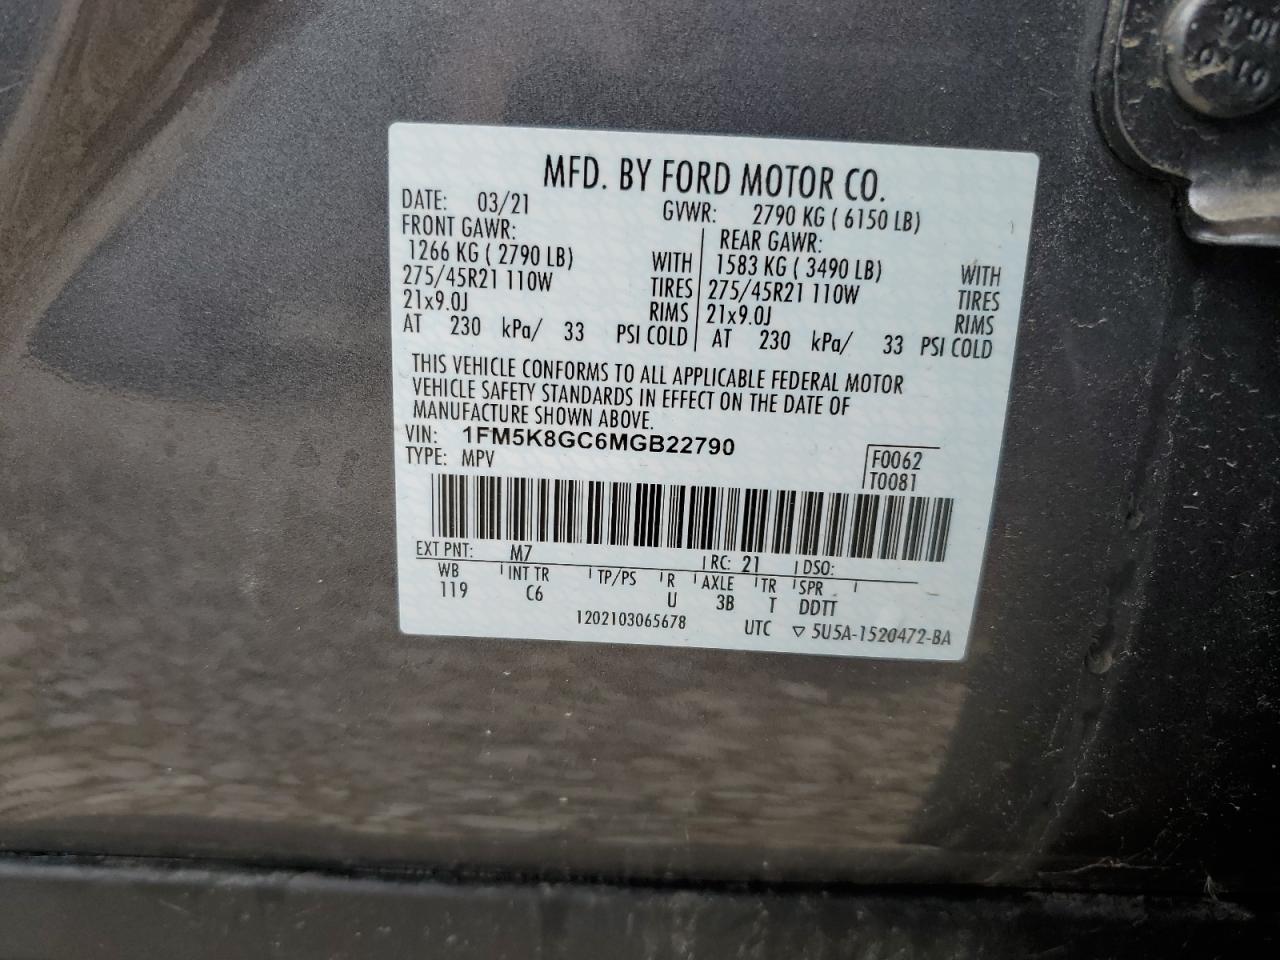 MFD. BY FORD MOTOR CO.
DATE: 03/21 GVWR: 2790 KG ( 6150 LB)
FRONT GAWR: REAR GAWR:
1266 KG ( 2790 LB) WITH 1583 KG ( 3490 LB) WITH
275/45R21 110W TIRES 275/45R21 110W TIRES
21x9.0J RIMS 21x9.0J RIMS
AT 230 kPa/ 33 PSI COLD AT 230 kPa/ 33 PSI COLD
THIS VEHICLE CONFORMS TO ALL APPLICABLE FEDERAL MOTOR
VEHICLE SAFETY STANDARDS IN EFFECT ON THE DATE OF
MANUFACTURE SHOWN ABOVE.
VIN: 1FM5K8GC6MGB22790
TYPE: MPV
F0062
T0081
EXT PNT: M7 RC: 21 DSO:
WB INT TR TP/PS R AXLE TR SPR
119 C6 U 3B T DDTT
1202103065678 UTC ▽ 5U5A-1520472-BA